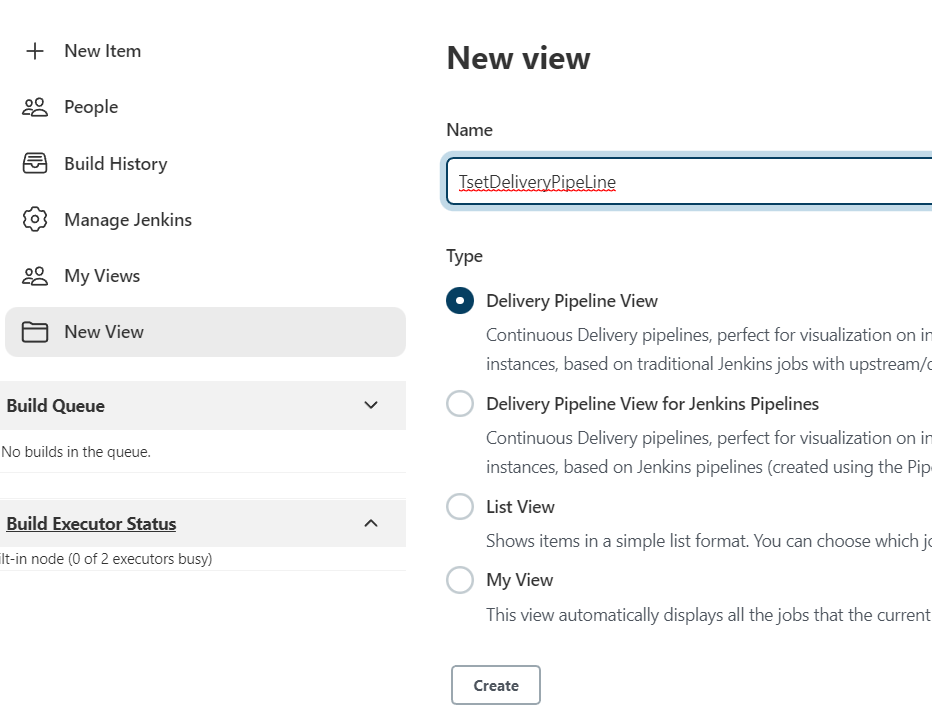 New Item
People
Build History
Manage Jenkins
My Views
New View
Build Queue
No builds in the queue.
Build Executor Status
ilt-in node (0 of 2 executors busy)
New view
Name
TsetDeliveryPipeLine
Type
Delivery Pipeline View
Continuous Delivery pipelines, perfect for visualization on in
instances, based on traditional Jenkins jobs with upstream/
Delivery Pipeline View for Jenkins Pipelines
Continuous Delivery pipelines, perfect for visualization on in
instances, based on Jenkins pipelines (created using the Pip
List View
Shows items in a simple list format. You can choose which jo
My View
This view automatically displays all the jobs that the current
Create